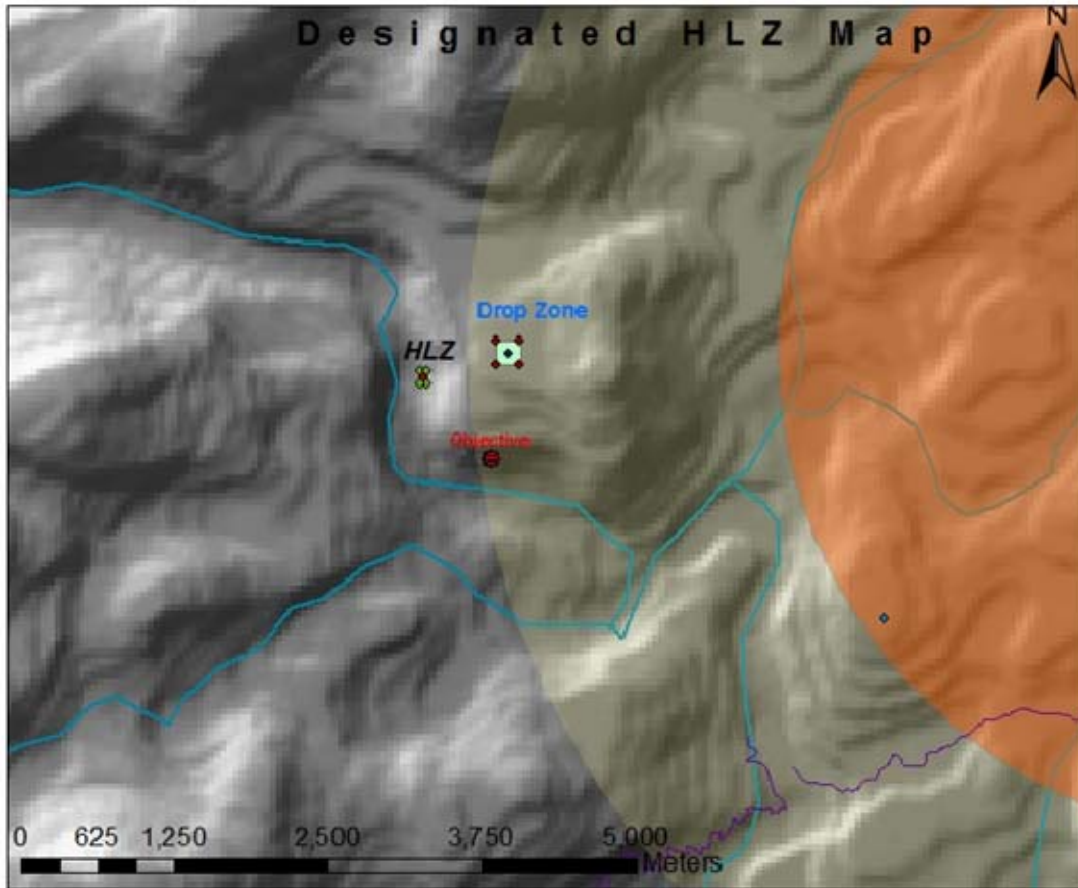 Designated HLZ Map
N
Drop Zone
HLZ
Objective
0 625 1,250 2,500 3,750 5,000
Meters